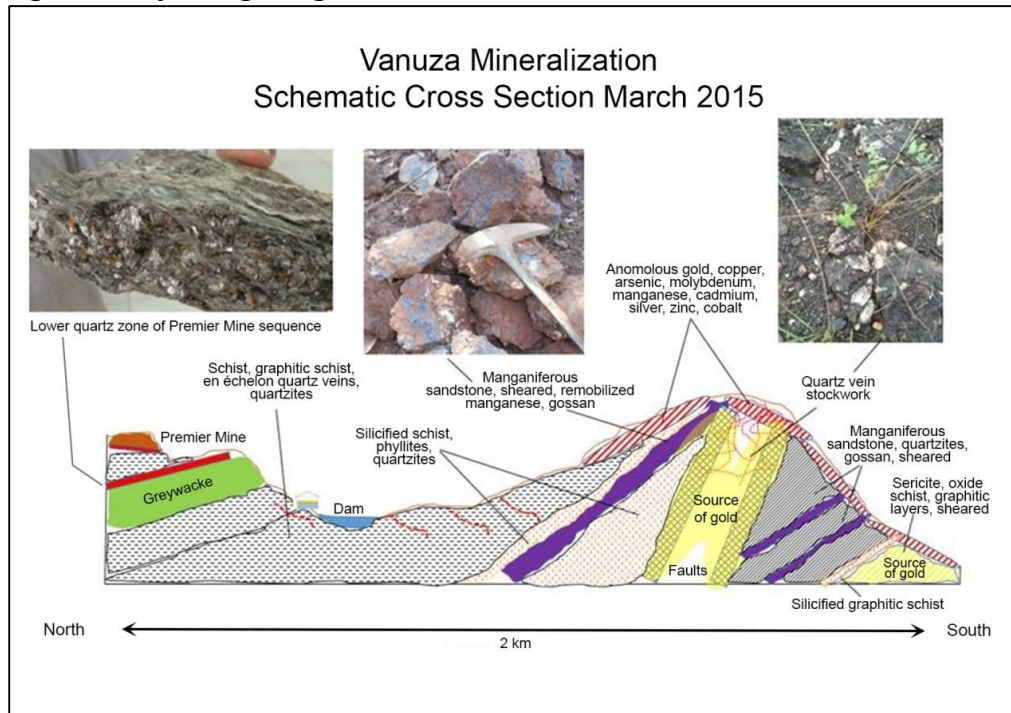 Vanuza Mineralization
Schematic Cross Section March 2015
Lower quartz zone of Premier Mine sequence
Schist, graphitic schist,
en échelon quartz veins,
quartzites
Manganiferous
sandstone, sheared, remobilized
manganese, gossan
Anomolous gold, copper,
arsenic, molybdenum,
manganese, cadmium,
silver, zinc, cobalt
Quartz vein
stockwork
Premier Mine
Silicified schist,
phyllites,
quartzites
Manganiferous
sandstone, quartzites,
gossan, sheared
Greywacke
Dam
Sericite, oxide
schist, graphitic
layers, sheared
Source
of gold
Faults
Source
of gold
Silicified graphitic schist
North
South
2 km